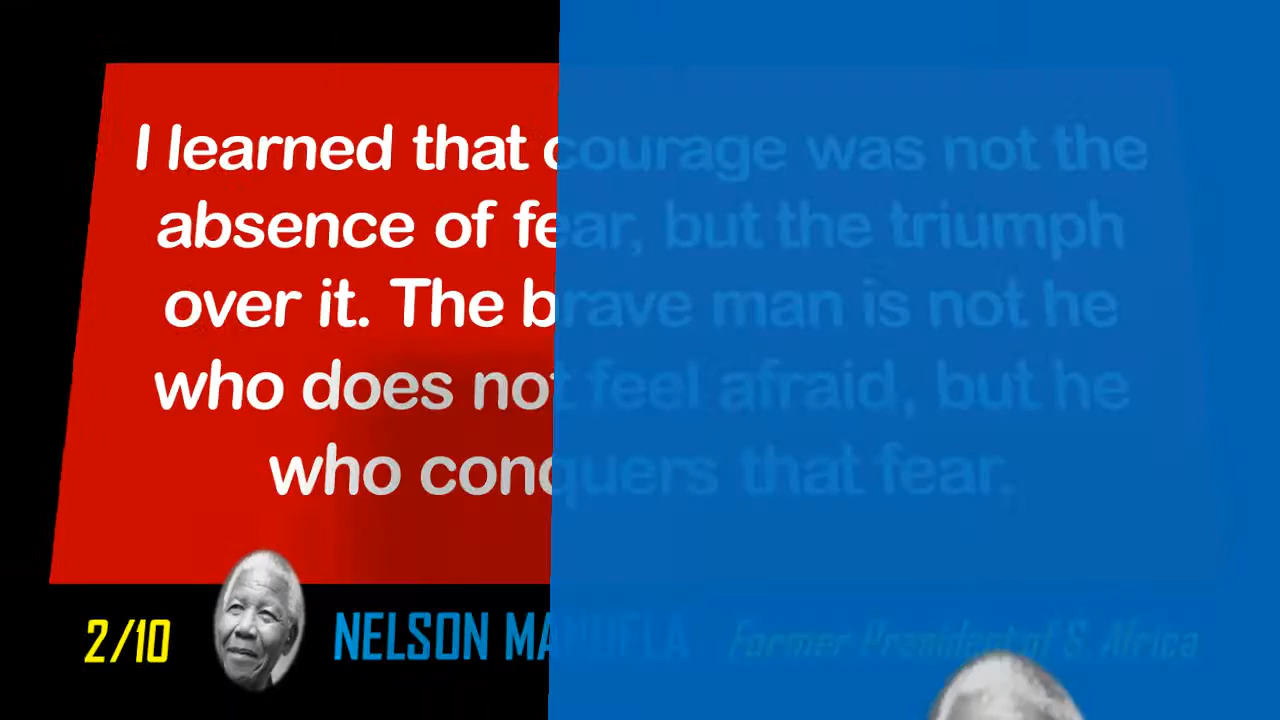 I learned that courage was not the
absence of fear, but the triumph
over it. The brave man is not he
who does not feel afraid, but he
who conquers that fear.
2/10 NELSON MANDELA Former President of S. Africa